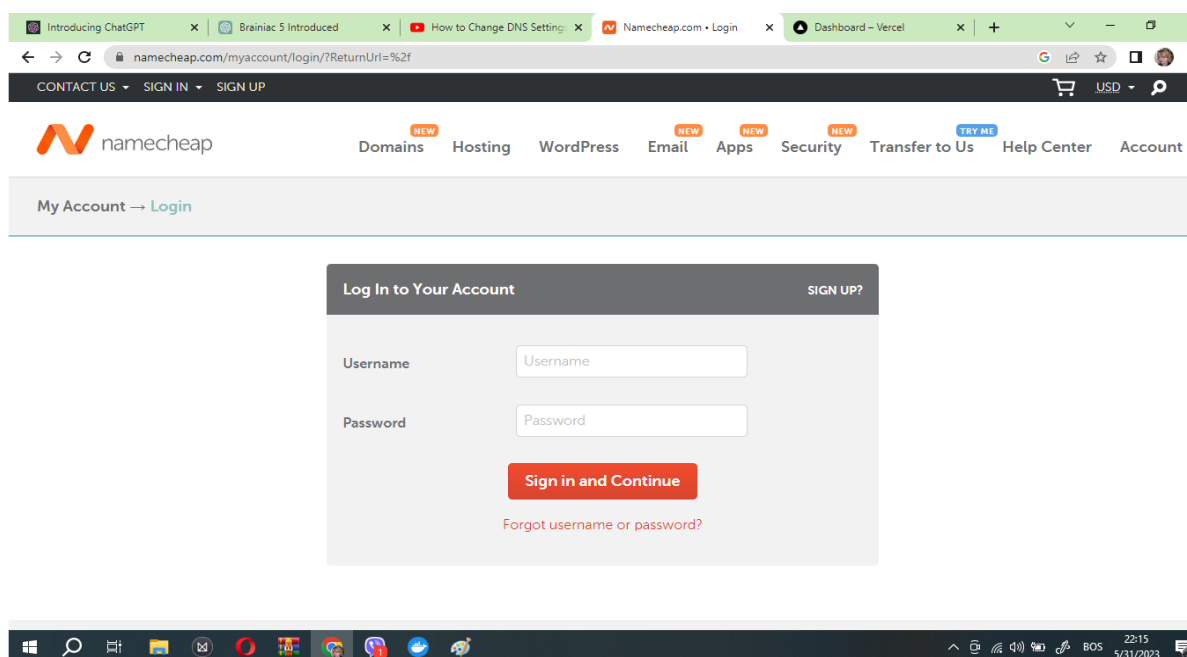 Introducing ChatGPT
Brainiac 5 Introduced
How to Change DNS Setting
Namecheap.com • Login
Dashboard – Vercel
namecheap.com/myaccount/login/?ReturnUrl=%2f
CONTACT US SIGN IN SIGN UP USD
NEW NEW NEW NEW TRY ME
namecheap Domains Hosting WordPress Email Apps Security Transfer to Us Help Center Account
My Account → Login
Log In to Your Account SIGN UP?
Username Username
Password Password
Sign in and Continue
Forgot username or password?
1
BOS
22:15
5/31/2023